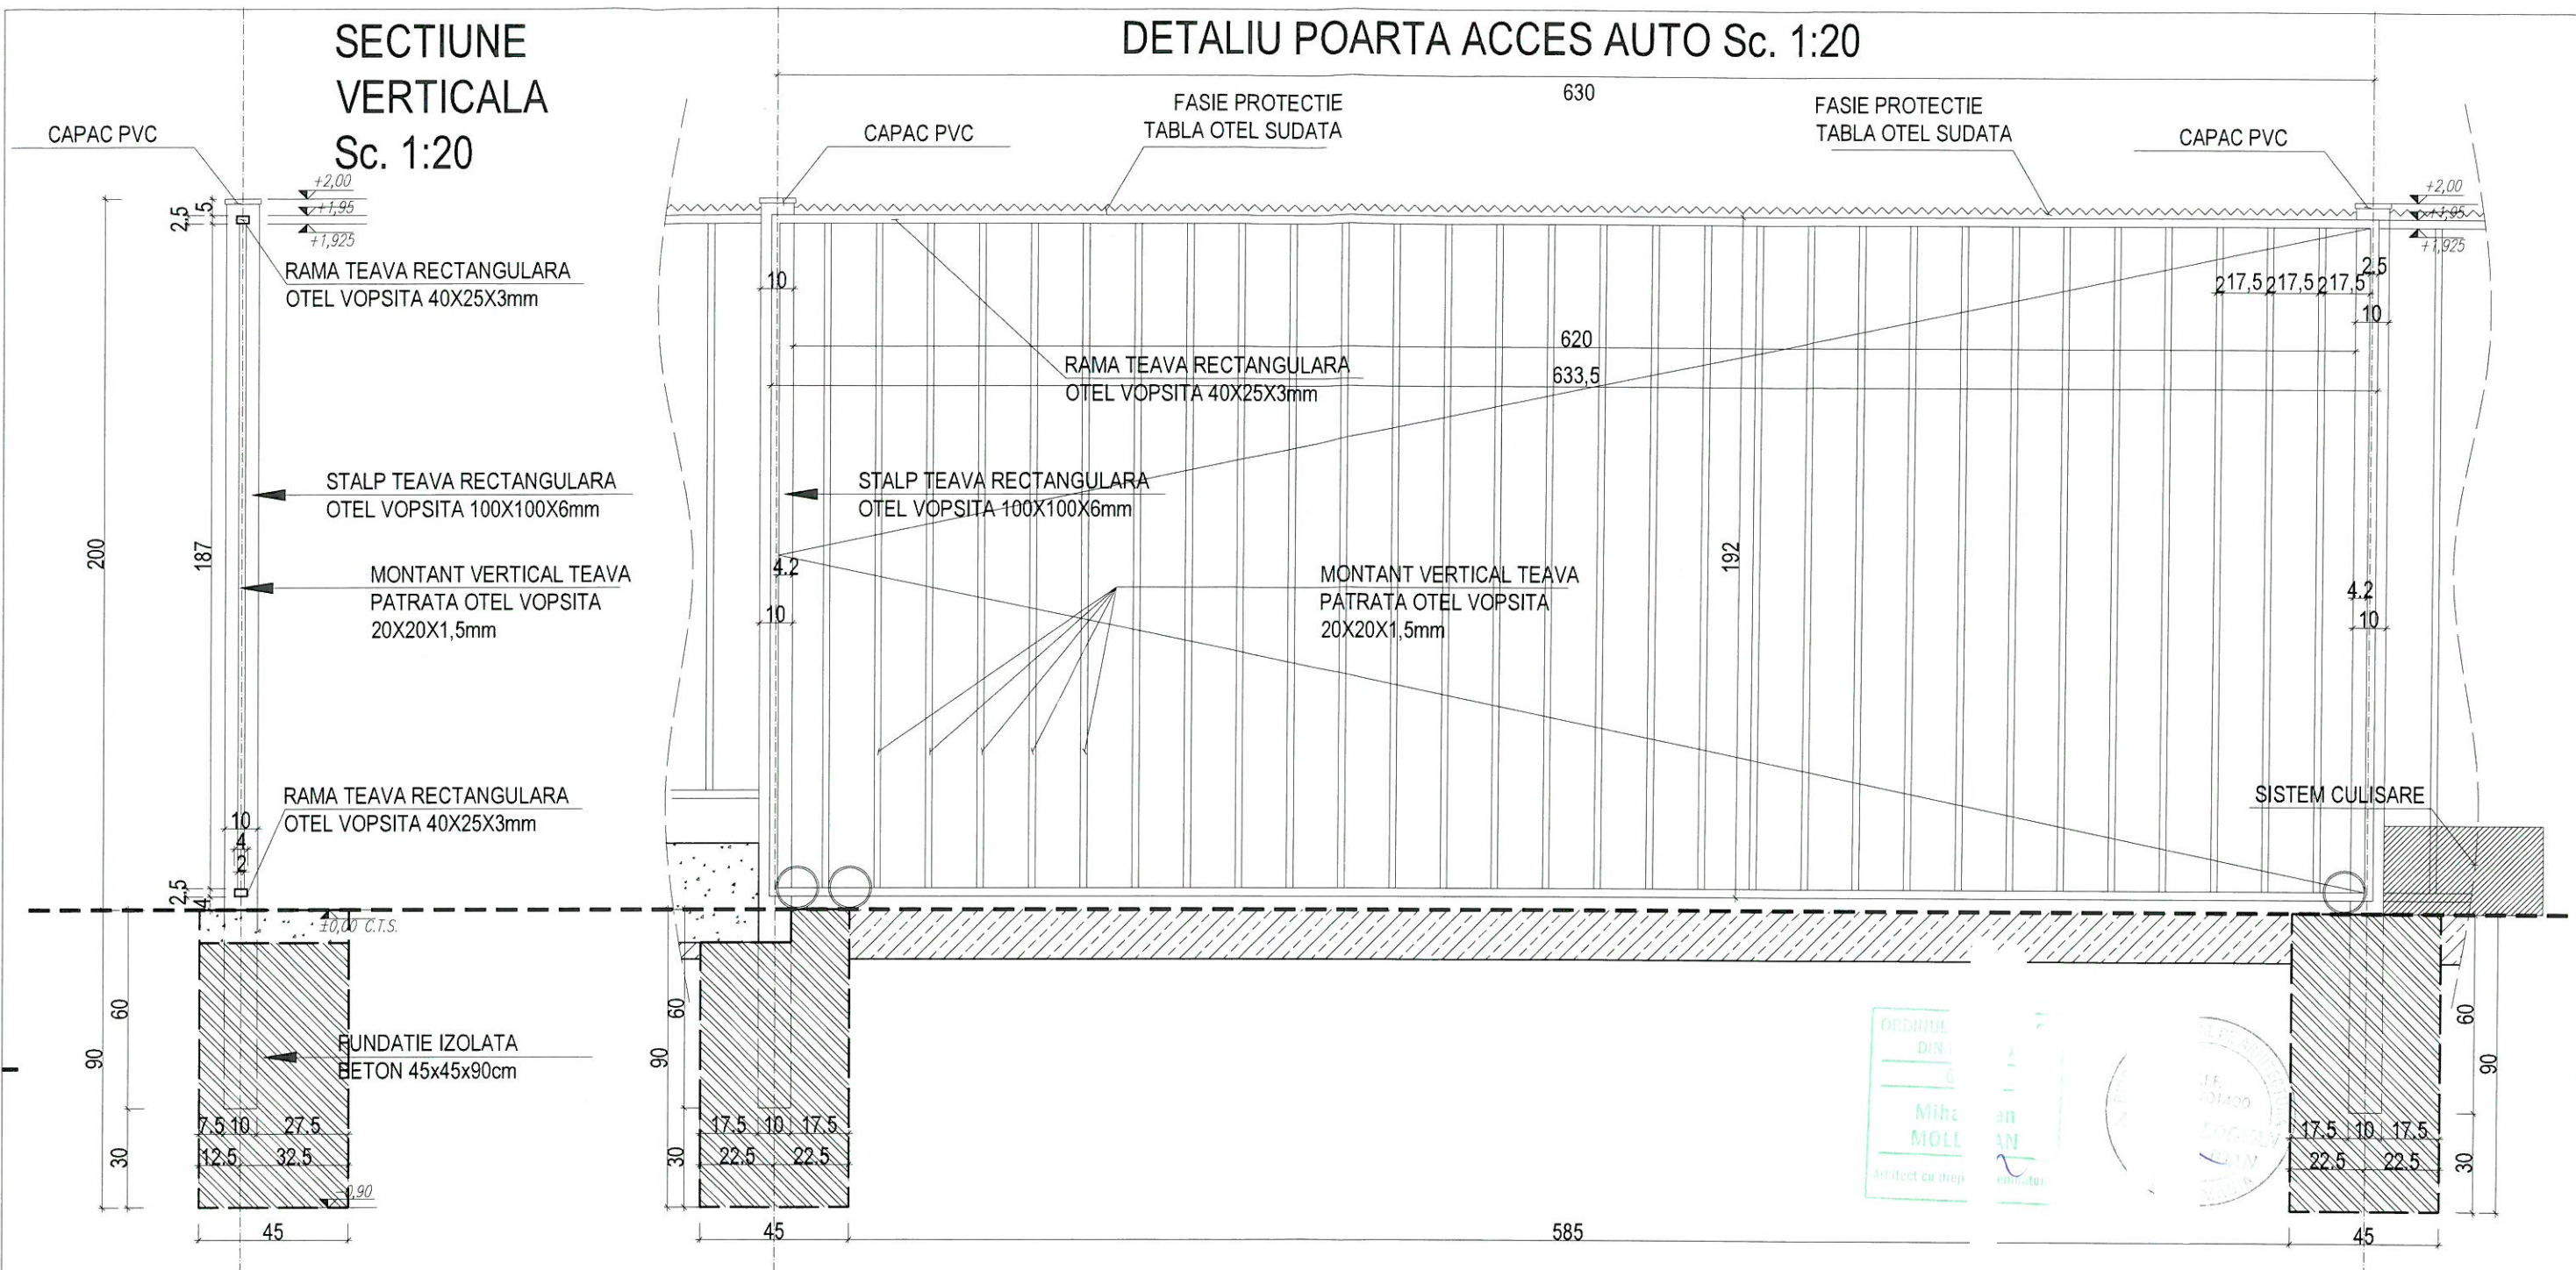 SECTIUNE
VERTICALA
Sc. 1:20
DETALIU POARTA ACCES AUTO Sc. 1:20
630
CAPAC PVC
CAPAC PVC
FASIE PROTECTIE
TABLA OTEL SUDATA
FASIE PROTECTIE
TABLA OTEL SUDATA
CAPAC PVC
+2,00
+1,95
+1,925
5
2.5
+2,00
+1,95
+1,925
RAMA TEAVA RECTANGULARA
OTEL VOPSITA 40X25X3mm
10
2.5
217,5 217,5 217,5
10
620
633,5
RAMA TEAVA RECTANGULARA
OTEL VOPSITA 40X25X3mm
STALP TEAVA RECTANGULARA
OTEL VOPSITA 100X100X6mm
STALP TEAVA RECTANGULARA
OTEL VOPSITA 100X100X6mm
200
187
192
4.2
10
4.2
10
MONTANT VERTICAL TEAVA
PATRATA OTEL VOPSITA
20X20X1,5mm
MONTANT VERTICAL TEAVA
PATRATA OTEL VOPSITA
20X20X1,5mm
RAMA TEAVA RECTANGULARA
OTEL VOPSITA 40X25X3mm
SISTEM CULISARE
10
4
2
2.5
4
±0,00 C.T.S.
60
90
30
FUNDATIE IZOLATA
BETON 45x45x90cm
7.5 10 27.5
12.5 32.5
-0,90
45
60
90
30
17.5 10 17.5
22.5 22.5
45
585
ORDINUL
DIN
MOLL AN
17.5 10 17.5
22.5 22.5
45
60
90
30